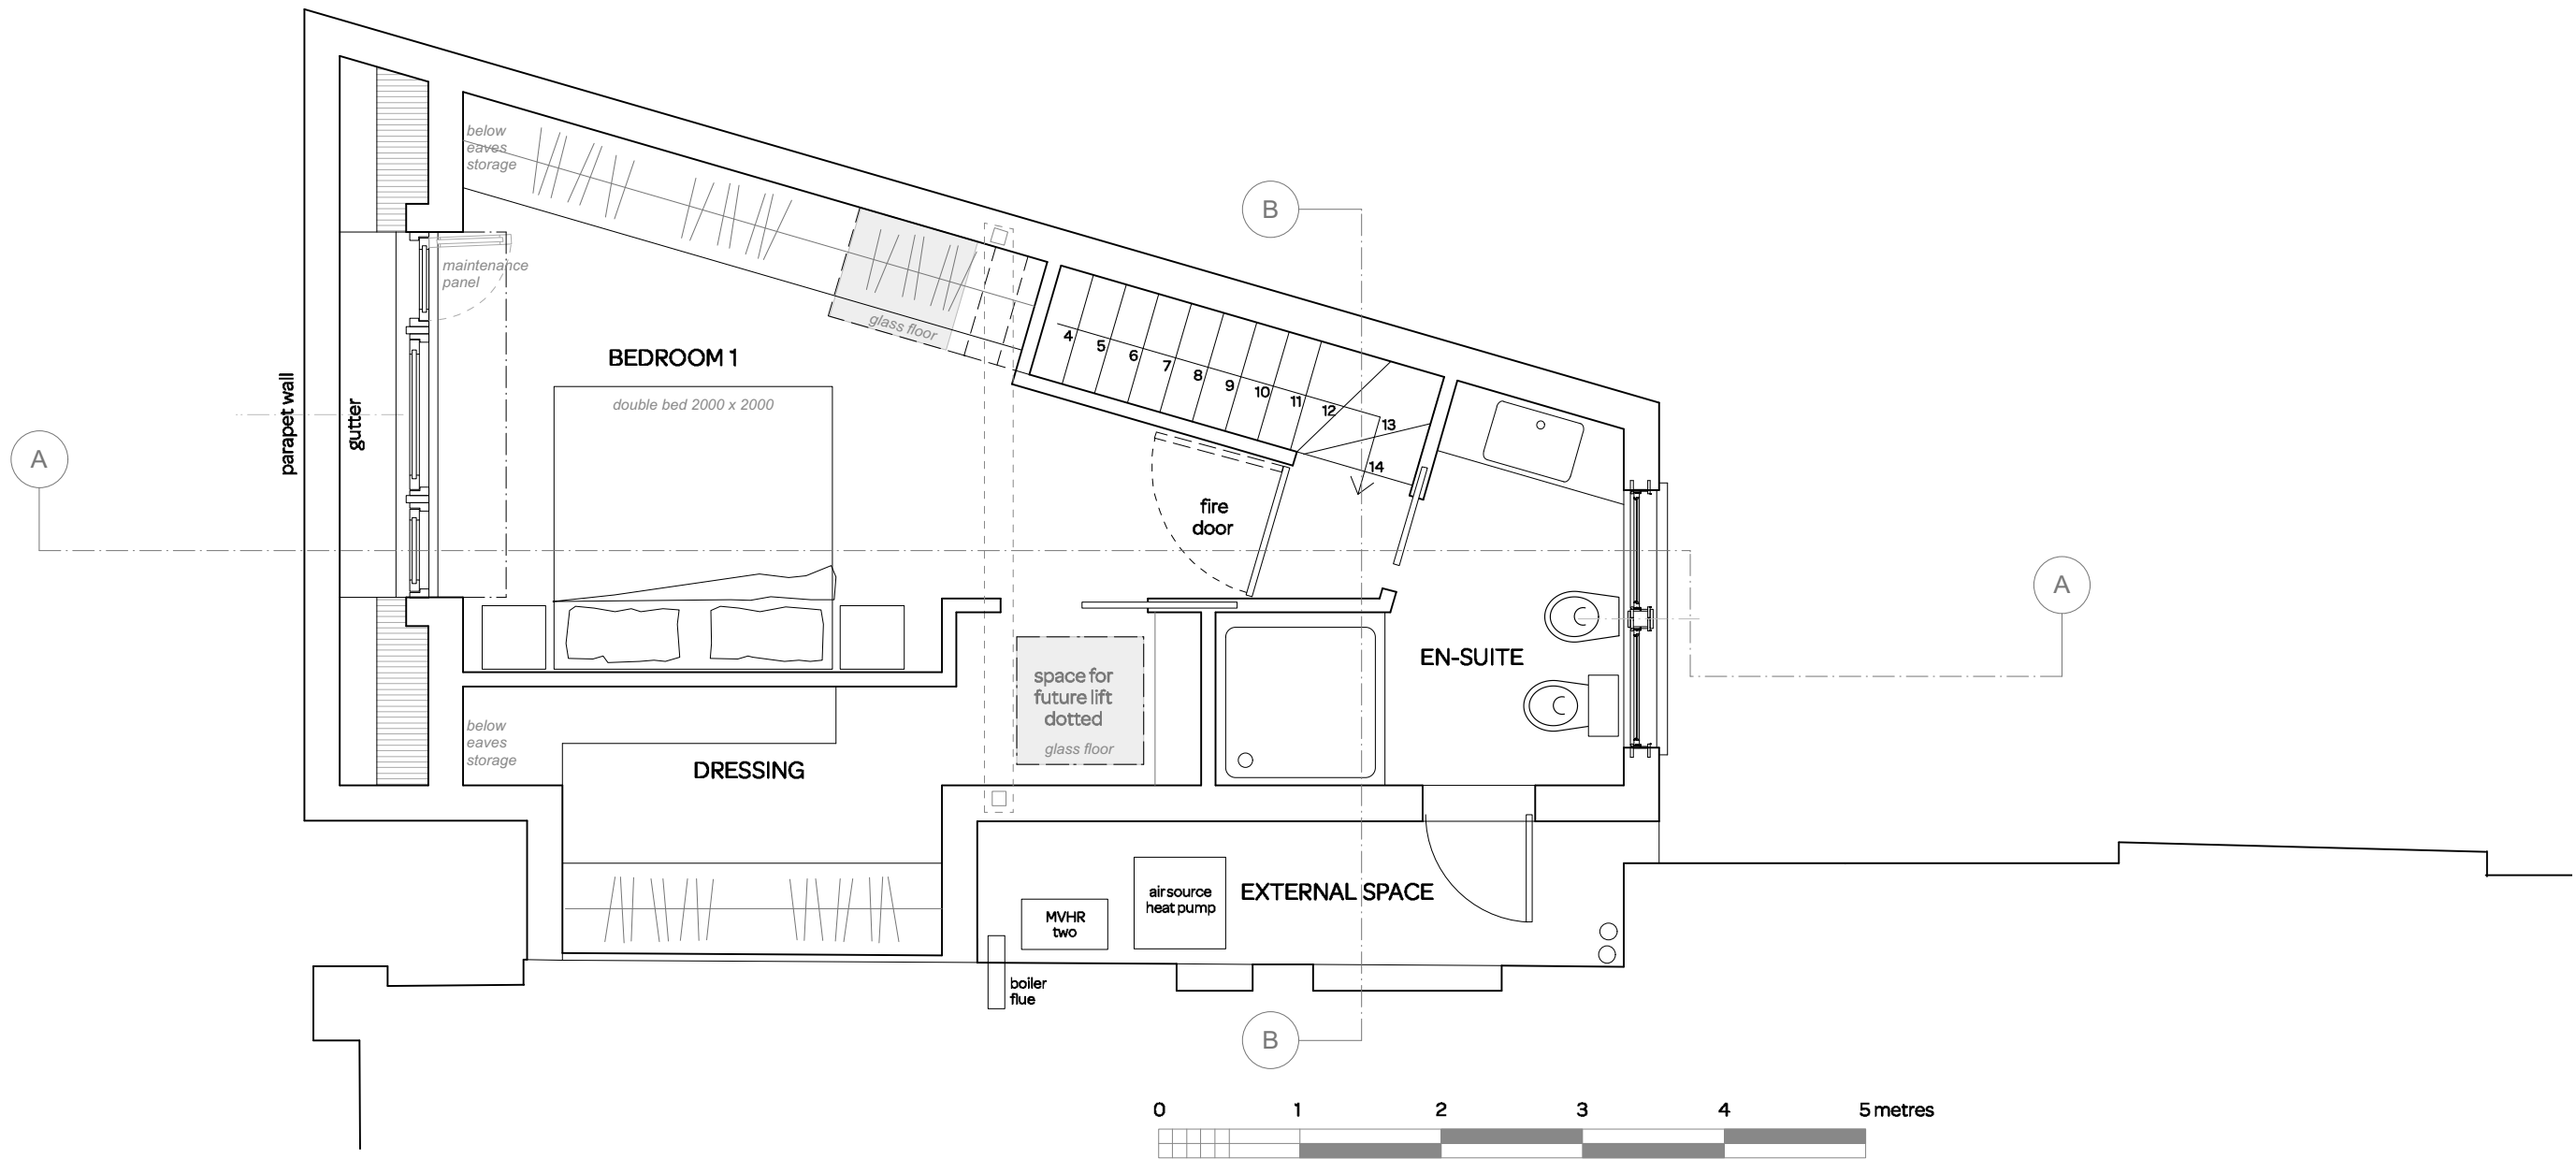 below
eaves
storage
B
maintenance
panel
glass floor
BEDROOM 1
double bed 2000 x 2000
parapet wall
gutter
A
4
5
6
7
8
9
10
11
12
13
14
fire
door
A
EN-SUITE
space for
future lift
dotted
glass floor
below
eaves
storage
DRESSING
air source
heat pump
EXTERNAL SPACE
MVHR
two
boiler
flue
B
0 1 2 3 4 5 metres